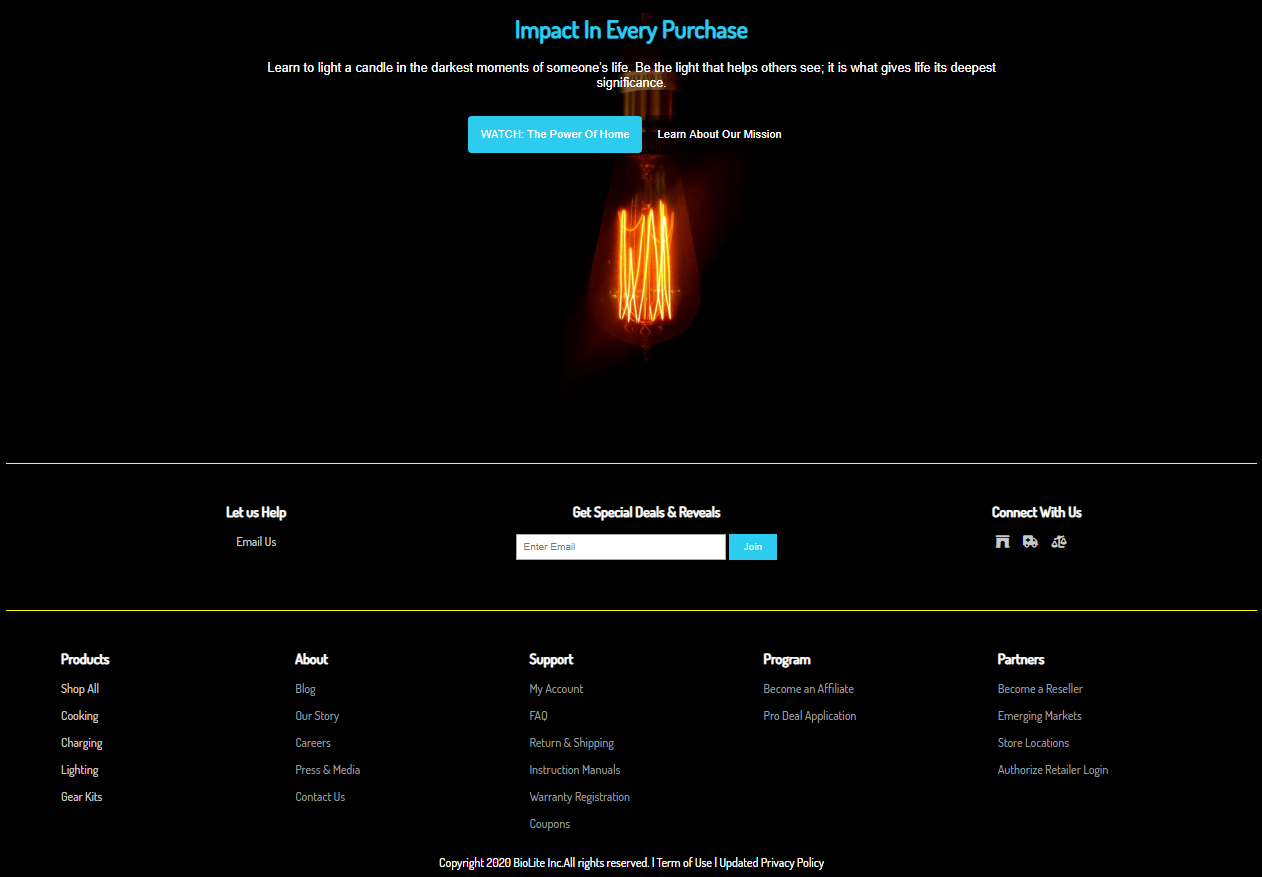 Impact In Every Purchase
Learn to light a candle in the darkest moments of someone's life. Be the light that helps others see; it is what gives life its deepest
significance.
WATCH: The Power Of Home
Learn About Our Mission
Let us Help
Email Us
Get Special Deals & Reveals
Enter Email
Join
Connect With Us
Products
Shop All
Cooking
Charging
Lighting
Gear Kits
About
Blog
Our Story
Careers
Press & Media
Contact Us
Support
My Account
FAQ
Return & Shipping
Instruction Manuals
Warranty Registration
Coupons
Program
Become an Affiliate
Pro Deal Application
Partners
Become a Reseller
Emerging Markets
Store Locations
Authorize Retailer Login
Copyright 2020 BioLite Inc.All rights reserved. | Term of Use | Updated Privacy Policy